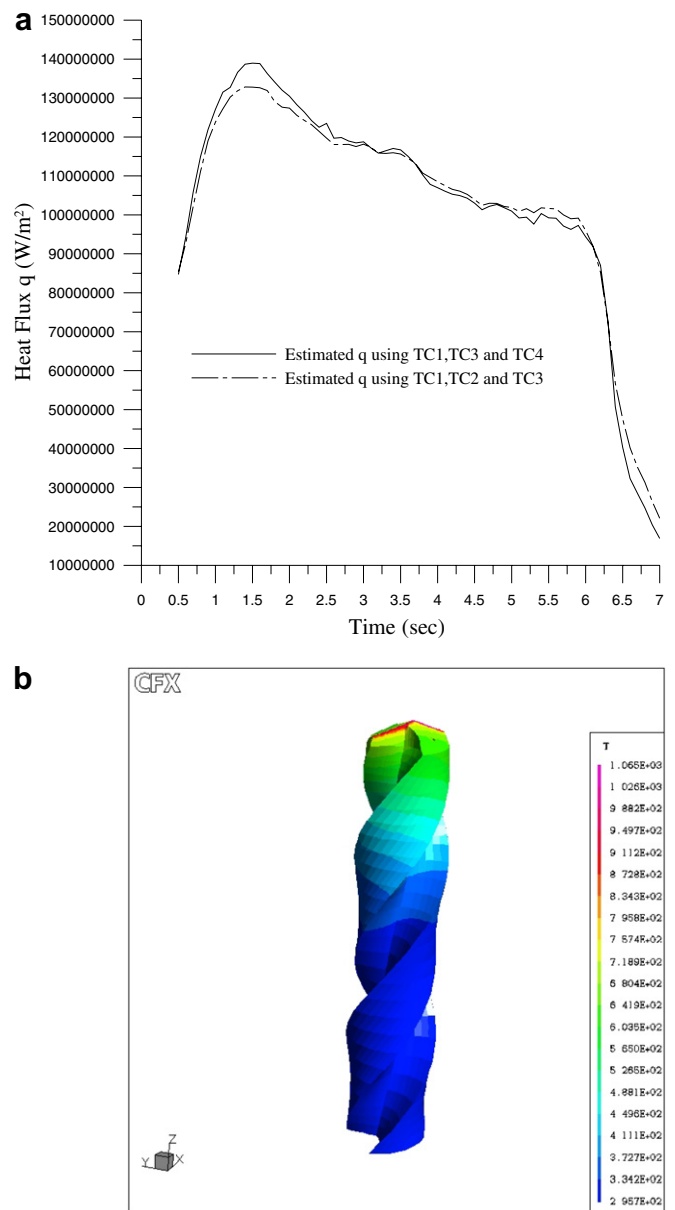 a
150000000
140000000
130000000
120000000
110000000
100000000
90000000
80000000
70000000
60000000
50000000
40000000
30000000
20000000
10000000
Heat Flux q (W/m²)
Estimated q using TC1,TC3 and TC4
Estimated q using TC1,TC2 and TC3
0 0.5 1 1.5 2 2.5 3 3.5 4 4.5 5 5.5 6 6.5 7
Time (sec)
b
CFX
T
1.065E+03
1 026E+03
9 882E+02
9.497E+02
9 112E+02
8 728E+02
8.343E+02
7 958E+02
7 574E+02
7.189E+02
6 804E+02
6 419E+02
6.035E+02
5 650E+02
5 265E+02
4.881E+02
4 496E+02
4 111E+02
3.727E+02
3.342E+02
2 957E+02
Z
Y X